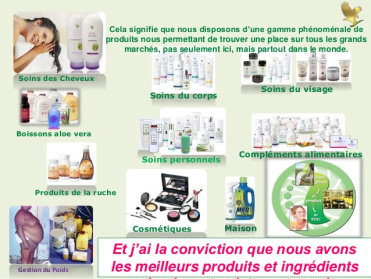 Cela signifie que nous disposons d'une gamme phénoménale de
produits nous permettant de trouver une place sur tous les grands
marchés, pas seulement ici, mais partout dans le monde.
Soins des Cheveux
Soins du corps
Soins du visage
Boissons aloe vera
Soins personnels
Compléments alimentaires
Produits de la ruche
Cosmétiques
Maison
Gestion du Poids
Et j'ai la conviction que nous avons
les meilleurs produits et ingrédients